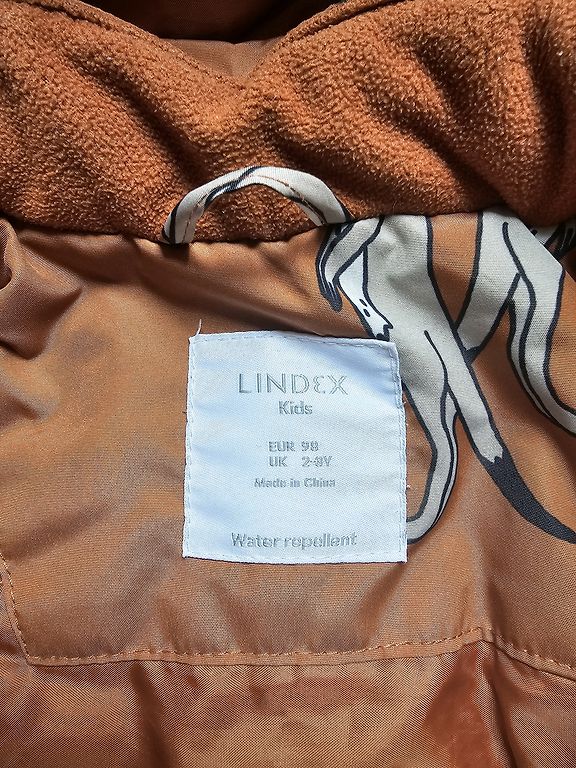 LINDEX
Kids
EUR 98
UK 2-3Y
Made in China
Water repellent